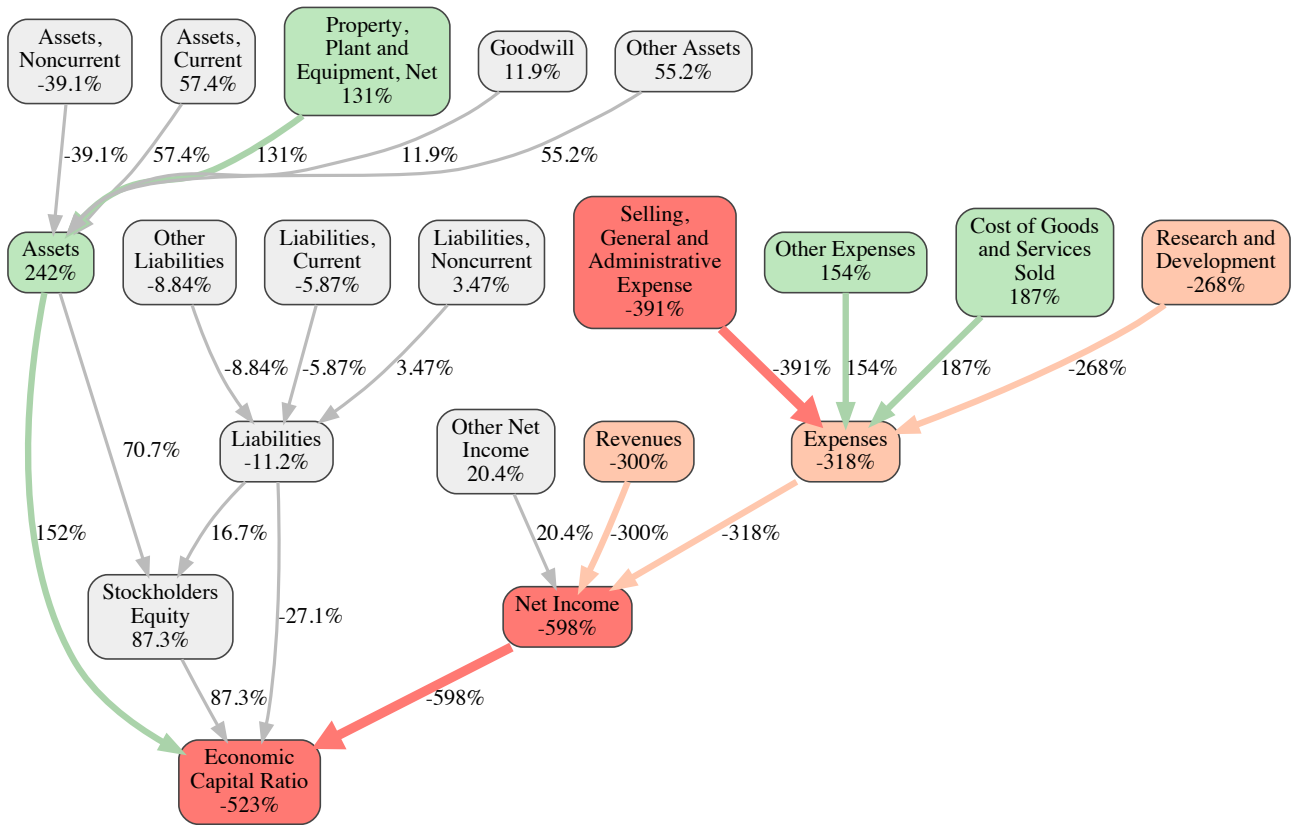 Assets,
Noncurrent
-39.1%
Assets,
Current
57.4%
Property,
Plant and
Equipment, Net
131%
Goodwill
11.9%
Other Assets
55.2%
-39.1%
57.4%
131%
11.9%
55.2%
Assets
242%
Other
Liabilities
-8.84%
Liabilities,
Current
-5.87%
Liabilities,
Noncurrent
3.47%
Selling,
General and
Administrative
Expense
-391%
Other Expenses
154%
Cost of Goods
and Services
Sold
187%
Research and
Development
-268%
-8.84%
-5.87%
3.47%
-391%
154%
187%
-268%
70.7%
Liabilities
-11.2%
Other Net
Income
20.4%
Revenues
-300%
Expenses
-318%
152%
16.7%
20.4%
-300%
-318%
Stockholders
Equity
87.3%
-27.1%
Net Income
-598%
87.3%
-598%
Economic
Capital Ratio
-523%